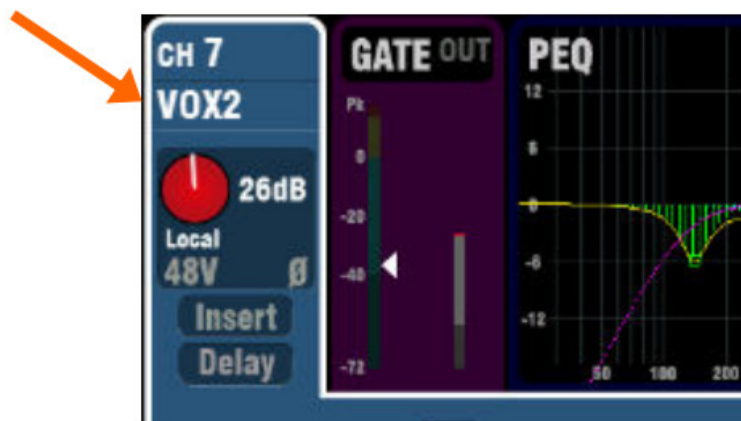 CH 7
VOX2
26dB
Local
48V Ø
Insert
Delay
GATE OUT
Pk
0
-20
-40
-72
PEQ
12
6
0
-6
-12
50 100 200